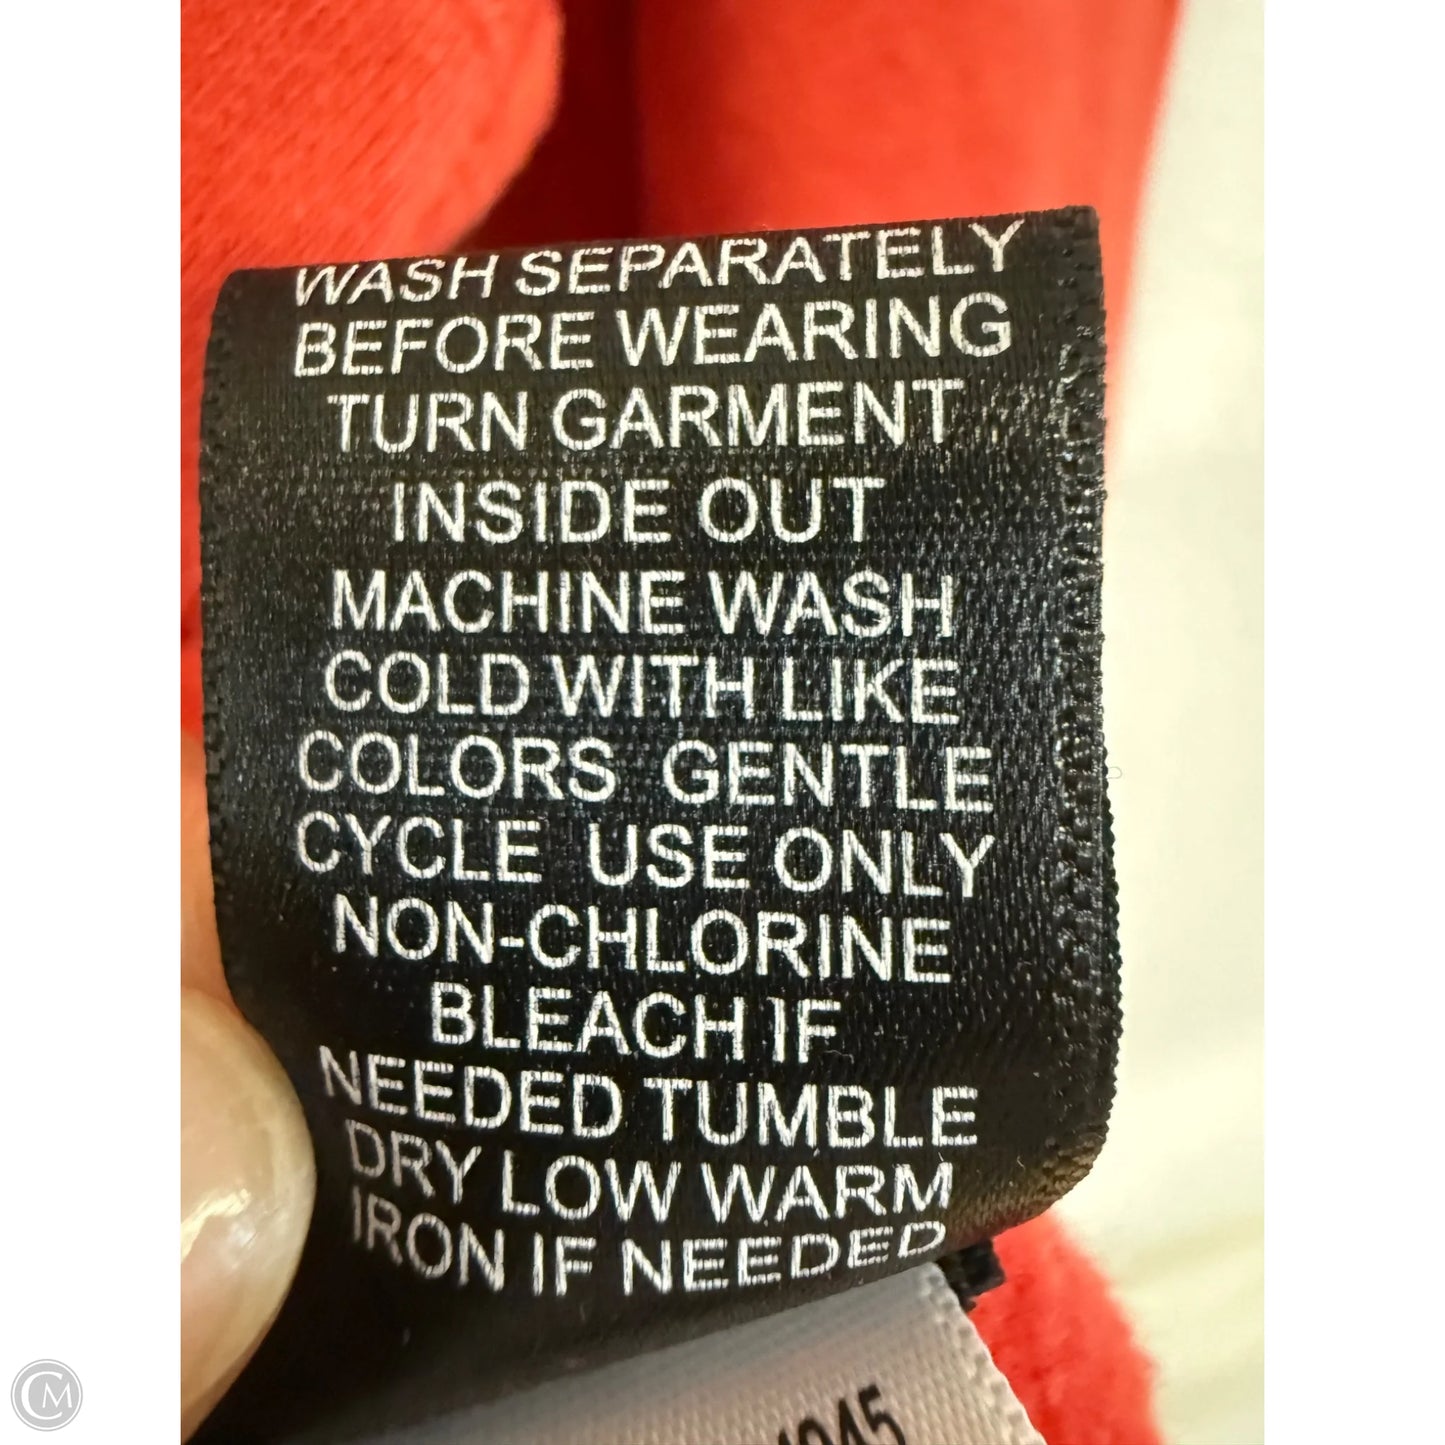 WASH SEPARATELY
BEFORE WEARING
TURN GARMENT
INSIDE OUT
MACHINE WASH
COLD WITH LIKE
COLORS GENTLE
CYCLE USE ONLY
NON-CHLORINE
BLEACH IF
NEEDED TUMBLE
DRY LOW WARM
IRON IF NEEDED
CM